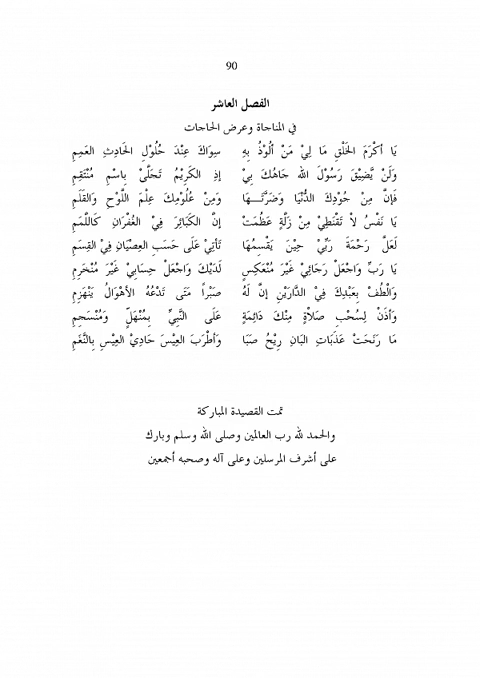 90
الفصل العاشر
في المناجاة وعرض الحاجات
يَا أَكْرَمَ الْخَلْقِ مَا لِي مَنْ أَلُوْذُ بِهِ سِوَاكَ عِنْدَ حُلُوْلِ الْحَادِثِ الْعَمِمِ
وَلَنْ يَّضِيْقَ رَسُوْلَ اللهِ جَاهُكَ بِيْ إِذِ الْكَرِيْمُ تَحَلَّىْ بِاسْمِ مُنْتَقِمِ
فَإِنَّ مِنْ جُوْدِكَ الدُّنْيَا وَضَرَّتَــهَا وَمِنْ عُلُوْمِكَ عِلْمَ اللَّوْحِ وَالْقَلَمِ
يَا نَفْسُ لاَ تَقْنَطِيْ مِنْ زَلَّةٍ عَظُمَتْ إِنَّ الْكَبَائِرَ فِيْ الْغُفْرَانِ كَاللَّمَمِ
لَعَلَّ رَحْمَةَ رَبِّيْ حِيْنَ يَقْسِمُهَا تَأْتِيْ عَلَى حَسَبِ الْعِصْيَانِ فِيْ الْقِسَمِ
يَا رَبِّ وَاجْعَلْ رَجَائِيْ غَيْرَ مُنْعَكِسٍ لَدَيْكَ وَاجْعَلْ حِسَابِيْ غَيْرَ مُنْخَرِمِ
وَالْطُفْ بِعَبْدِكَ فِيْ الدَّارَيْنِ إِنَّ لَهُ صَبْراً مَتَى تَدْعُهُ الأَهْوَالُ يَنْهَزِمِ
وَأْذَنْ لِسُحْبِ صَلاَةٍ مِنْكَ دَائِمَةٍ عَلَى النَّبِيِّ بِمُنْهَلٍّ وَمُنْسَجِمِ
مَا رَنَحَتْ عَذَبَاتِ الْبَانِ رِيْحُ صَبَا وَأَطْرَبَ الْعِيْسَ حَادِيْ الْعِيْسِ بِالنَّغَمِ
تمت القصيدة المباركة
والحمد لله رب العالمين وصلى الله وسلم وبارك
على أشرف المرسلين وعلى آله وصحبه أجمعين